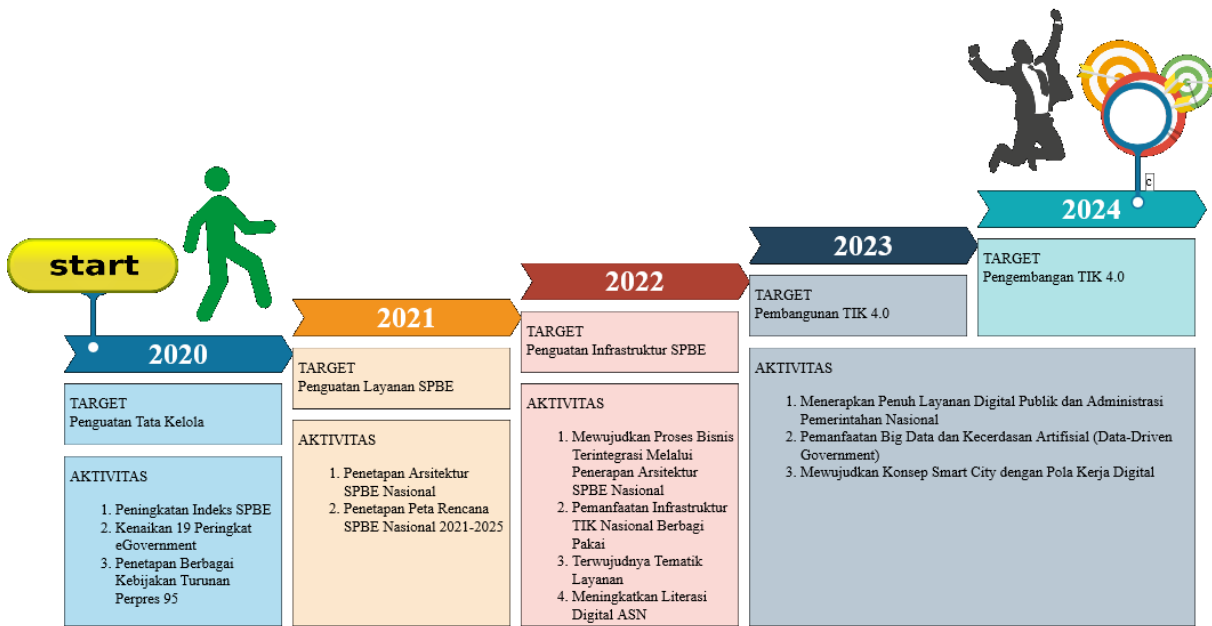 start
2020
TARGET
Penguatan Tata Kelola
AKTIVITAS
1. Peningkatan Indeks SPBE
2. Kenaikan 19 Peringkat
eGovernment
3. Penetapan Berbagai
Kebijakan Turunan
Perpres 95
2021
TARGET
Penguatan Layanan SPBE
AKTIVITAS
1. Penetapan Arsitektur
SPBE Nasional
2. Penetapan Peta Rencana
SPBE Nasional 2021-2025
2022
TARGET
Penguatan Infrastruktur SPBE
AKTIVITAS
1. Mewujudkan Proses Bisnis
Terintegrasi Melalui
Penerapan Arsitektur
SPBE Nasional
2. Pemanfaatan Infrastruktur
TIK Nasional Berbagi
Pakai
3. Terwujudnya Tematik
Layanan
4. Meningkatkan Literasi
Digital ASN
2023
TARGET
Pembangunan TIK 4.0
c
2024
TARGET
Pengembangan TIK 4.0
AKTIVITAS
1. Menerapkan Penuh Layanan Digital Publik dan Administrasi
Pemerintahan Nasional
2. Pemanfaatan Big Data dan Kecerdasan Artifisial (Data-Driven
Government)
3. Mewujudkan Konsep Smart City dengan Pola Kerja Digital